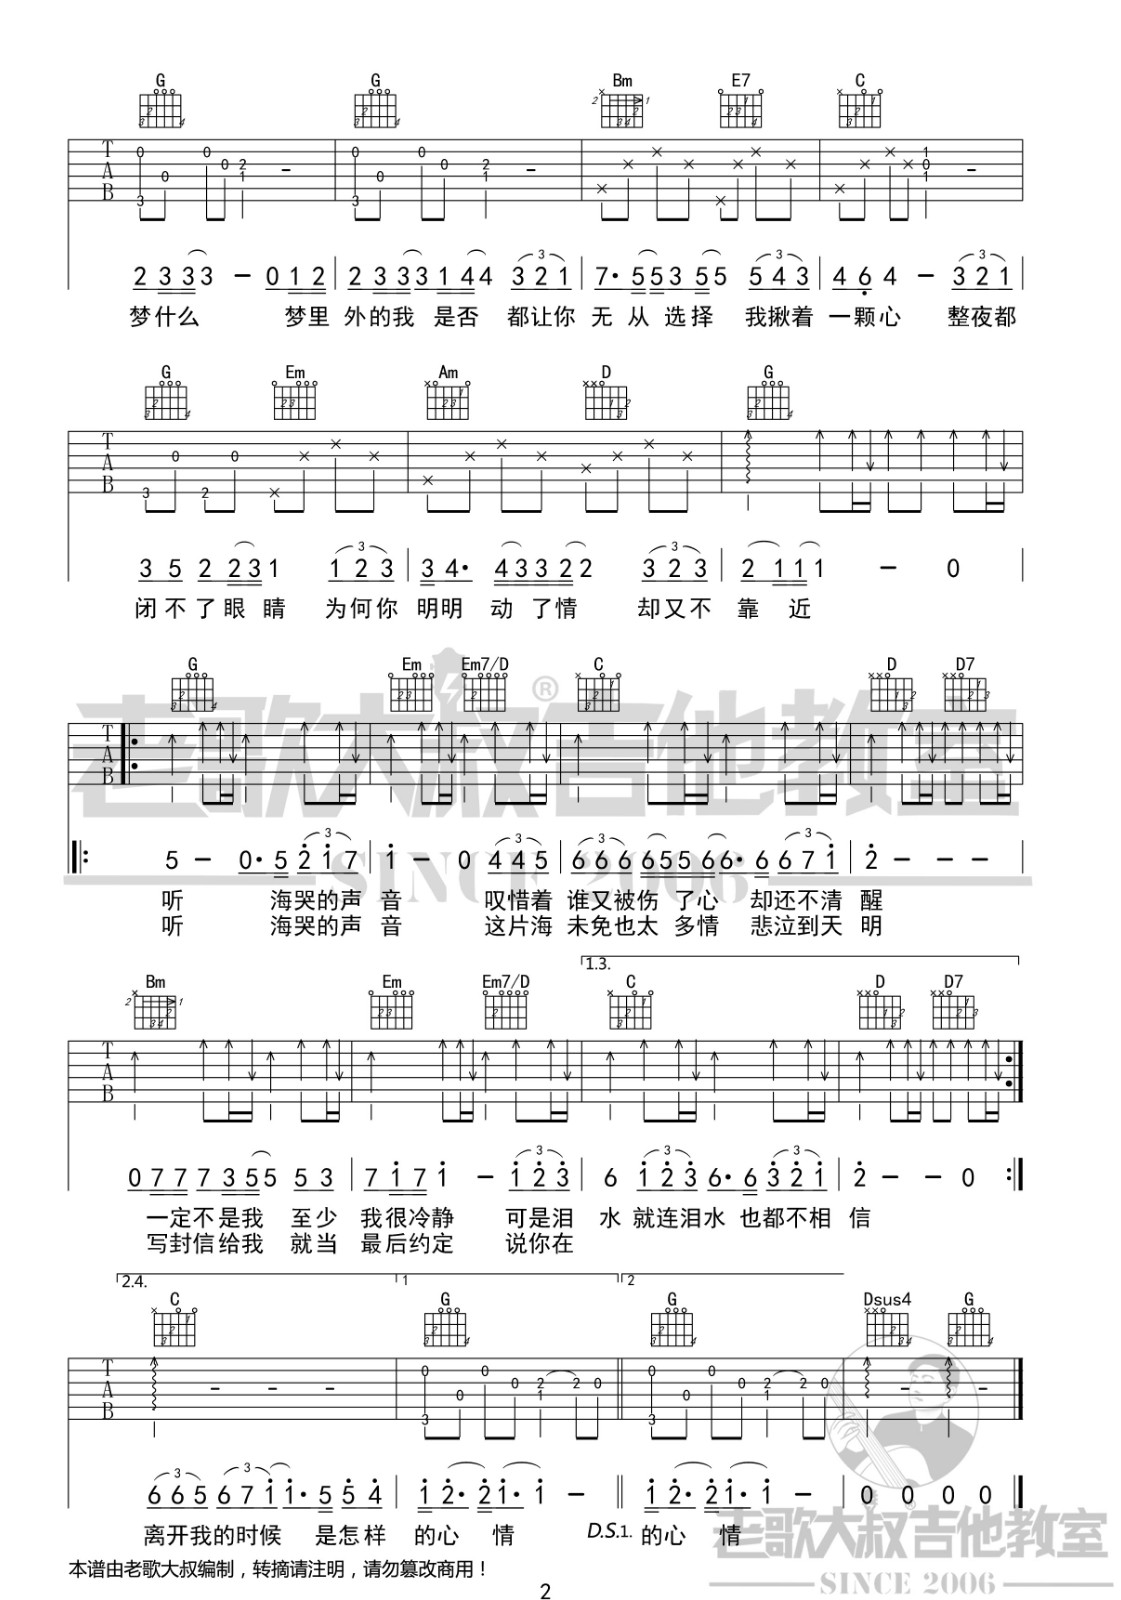 G G Bm E7 C
2 3 3 3 - 0 1 2 2 3 3 3 1 4 4 3 2 1 7· 5 5 3 5 5 5 4 3 4 6 4 - 3 2 1
梦什么 梦里 外的我 是否 都让你 无 从 选择 我揪着 一颗心 整夜都
G Em Am D G
3 5 2 2 3 1 1 2 3 3 4· 4 3 3 2 2 3 2 3 2 1 1 1 - 0
闭不了眼 睛 为何你 明明 动 了情 却又不 靠 近
G Em Em7/D C D D7
5 - 0· 5 2 1 7 1 - 0 4 4 5 6 6 6 6 5 5 6 6· 6 6 7 1 2 - - -
听 海哭的声 音 叹惜着 谁又被伤 了心 却还不清 醒
听 海哭的声 音 这片海 未免也太 多情 悲泣到天 明
1.3.
Bm Em Em7/D C D D7
0 7 7 7 3 5 5 5 3 7 1 7 1 - 1 2 3 6 1 2 3 6· 6 3 2 1 2 - - 0
一定不是我 至少 我很冷静 可是泪 水 就连泪水 也都不相 信
写封信给我 就当 最后约定 说你在
2.4. 1 2
C G G Dsus4 G
6 6 5 6 7 1 1· 5 5 4 1 2· 2 1· 1 - 1 2· 2 1· 1 - 0 0 0 0
离开我的时候 是怎样 的心 情 D.S.1. 的心 情
本谱由老歌大叔编制，转摘请注明，请勿篡改商用！
2
老歌大叔吉他教室
SINCE 2006